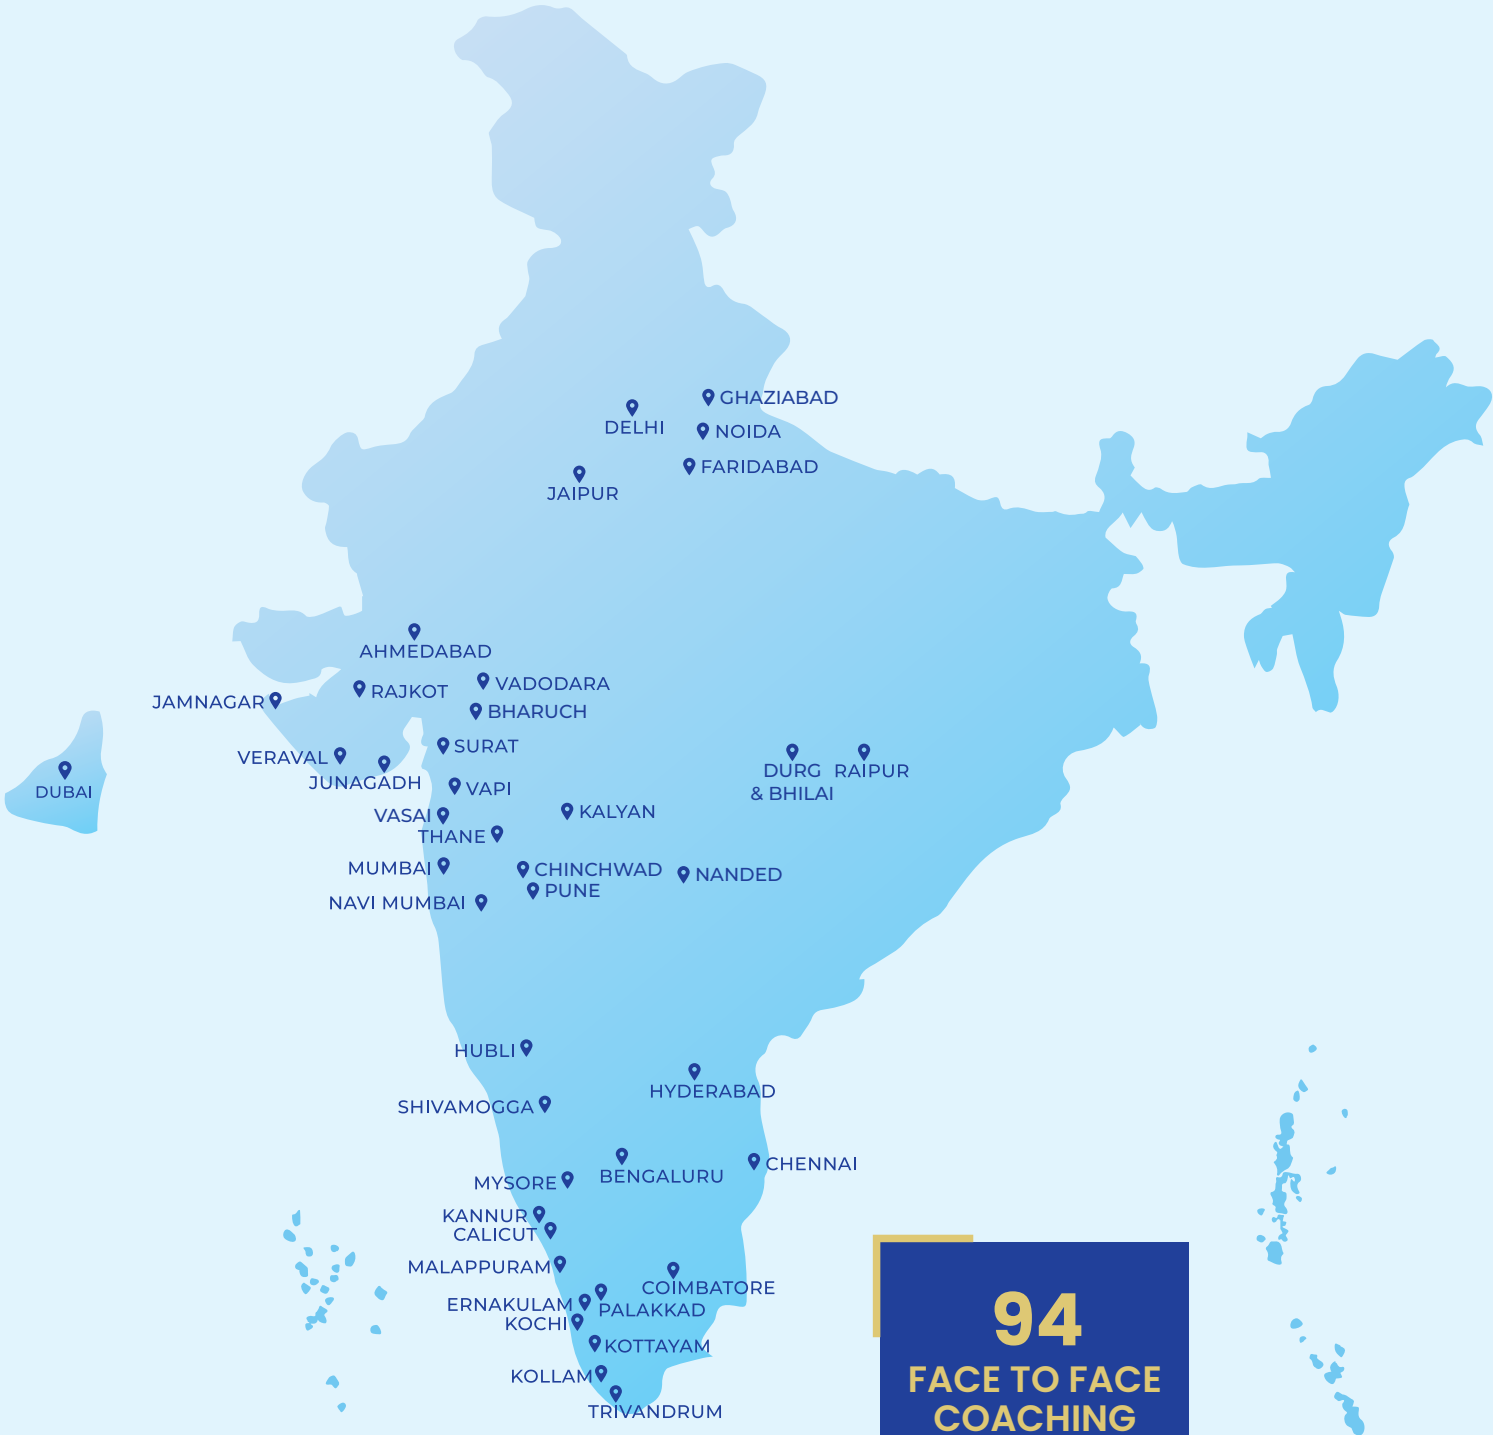 GHAZIABAD
DELHI
NOIDA
FARIDABAD
JAIPUR
AHMEDABAD
VADODARA
RAJKOT
JAMNAGAR
BHARUCH
SURAT
VERAVAL
JUNAGADH
DURG
& BHILAI
RAIPUR
DUBAI
VAPI
KALYAN
VASAI
THANE
MUMBAI
CHINCHWAD
NANDED
PUNE
NAVI MUMBAI
HUBLI
HYDERABAD
SHIVAMOGGA
CHENNAI
BENGALURU
MYSORE
KANNUR
CALICUT
MALAPPURAM
COIMBATORE
ERNAKULAM
PALAKKAD
KOCHI
KOTTAYAM
KOLLAM
TRIVANDRUM
94
FACE TO FACE
COACHING